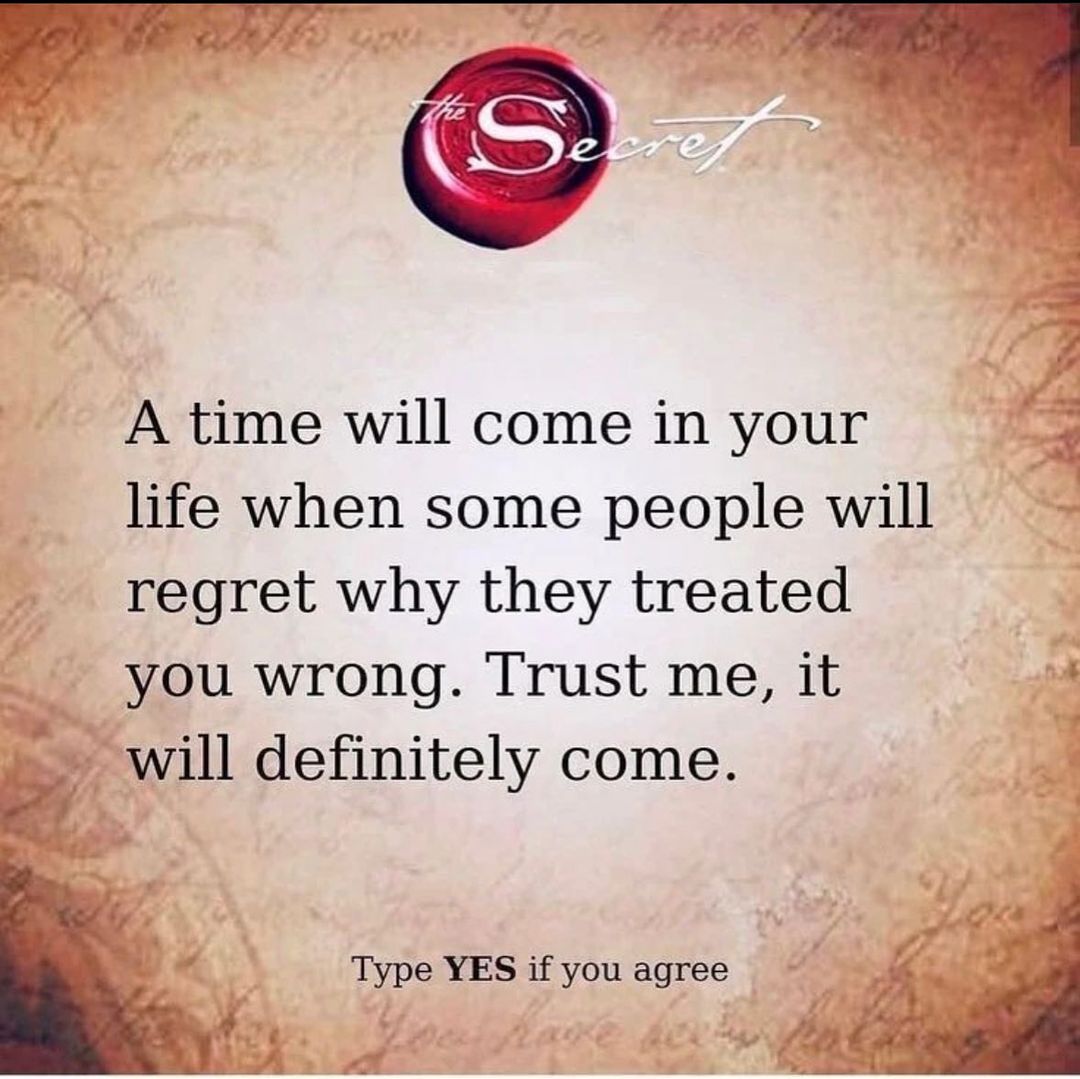 the Secret
A time will come in your
life when some people will
regret why they treated
you wrong. Trust me, it
will definitely come.
Type YES if you agree